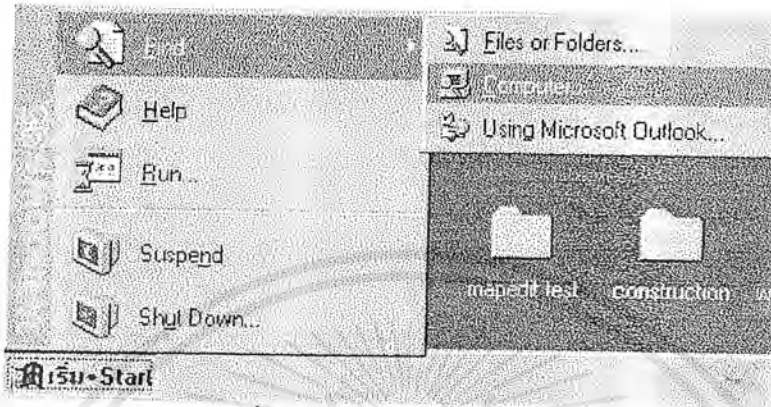 Find
Files or Folders...
Computer...
Using Microsoft Outlook...
Help
Run...
Suspend
Shut Down...
mapedit test
construction
เริ่ม-Start